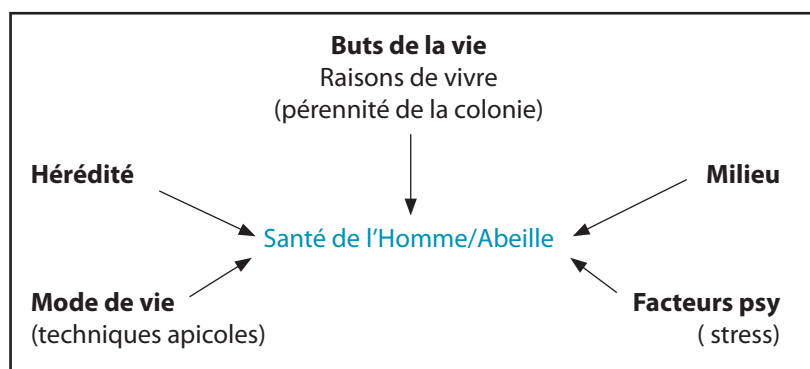 Buts de la vie
Raisons de vivre
(pérennité de la colonie)
Hérédité
Milieu
Santé de l'Homme/Abeille
Mode de vie
(techniques apicoles)
Facteurs psy
( stress)